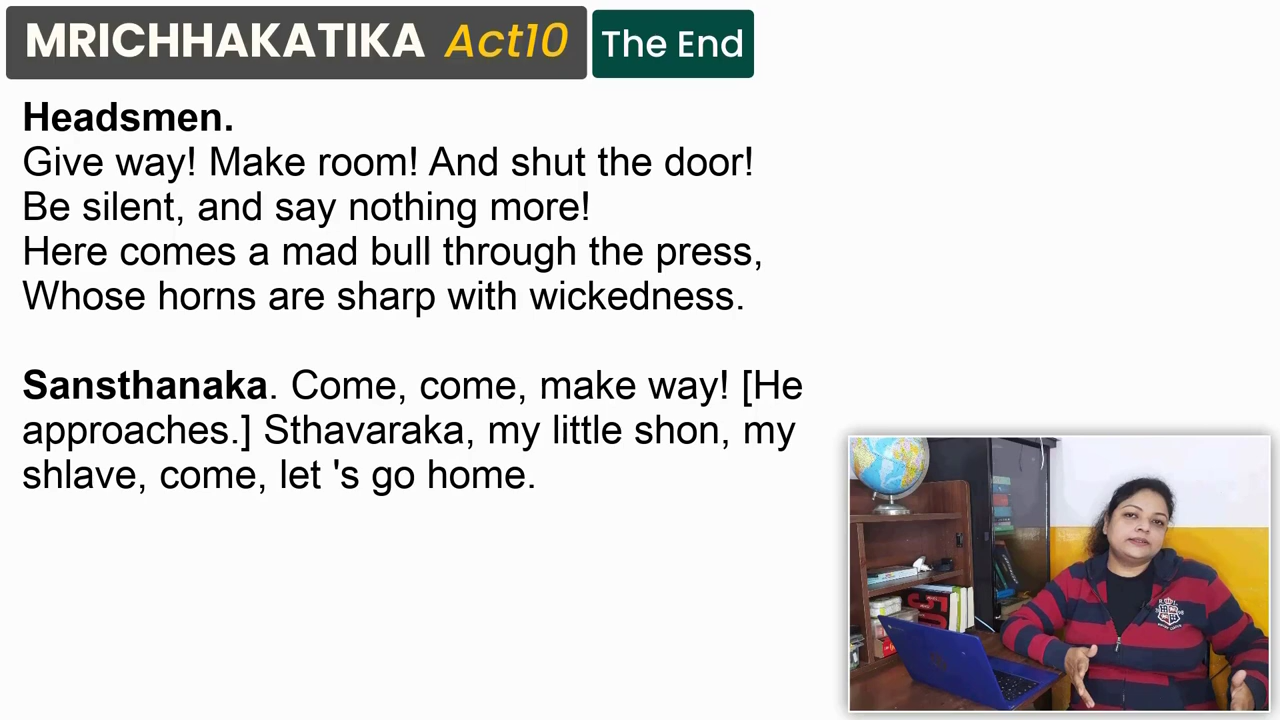 MRICHHAKATIKA Act10 The End
Headsmen.
Give way! Make room! And shut the door!
Be silent, and say nothing more!
Here comes a mad bull through the press,
Whose horns are sharp with wickedness.
Sansthanaka. Come, come, make way! [He
approaches.] Sthavaraka, my little shon, my
shlave, come, let 's go home.